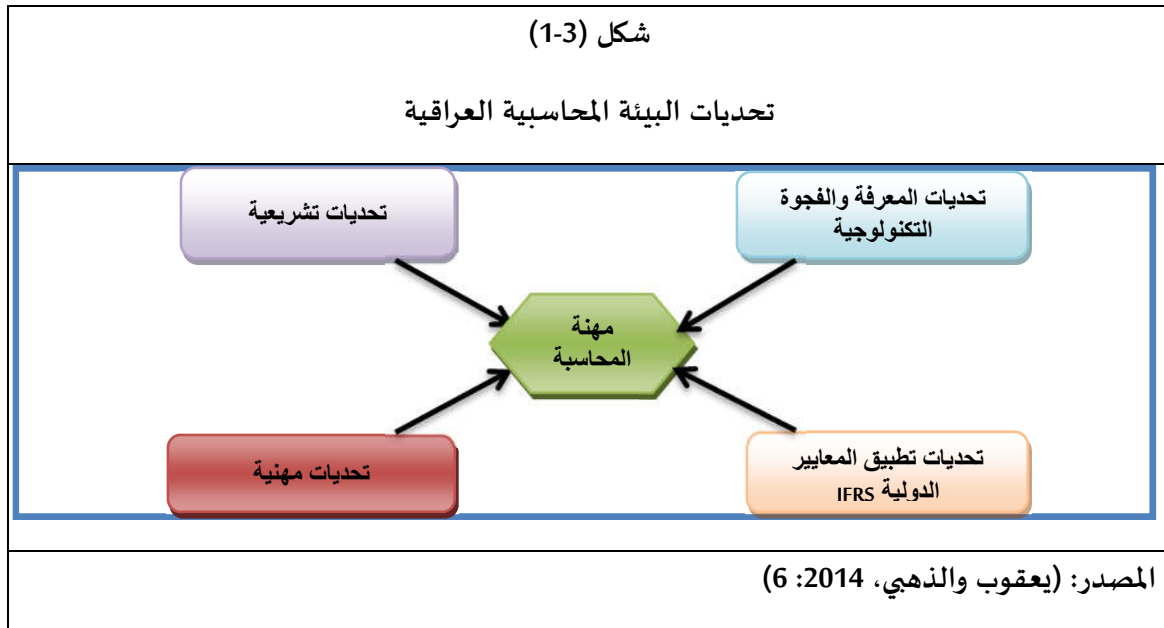 شكل (3-1)
تحديات البيئة المحاسبية العراقية
تحديات المعرفة والفجوة
التكنولوجية
تحديات تشريعية
مهنة
المحاسبة
تحديات تطبيق المعايير
الدولية IFRS
تحديات مهنية
المصدر: (يعقوب والذهبي، 2014: 6)